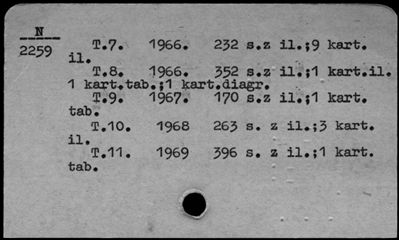 N
2259
T.7. 1966. 232 s.z il.;9 kart.
il.
T.8. 1966. 352 s.z il.;1 kart.il.
1 kart.tab.;1 kart.diagr.
T.9. 1967. 170 s.z il.;1 kart.
tab.
T.10. 1968 263 s. z il.;3 kart.
il.
T.11. 1969 396 s. z il.;1 kart.
tab.